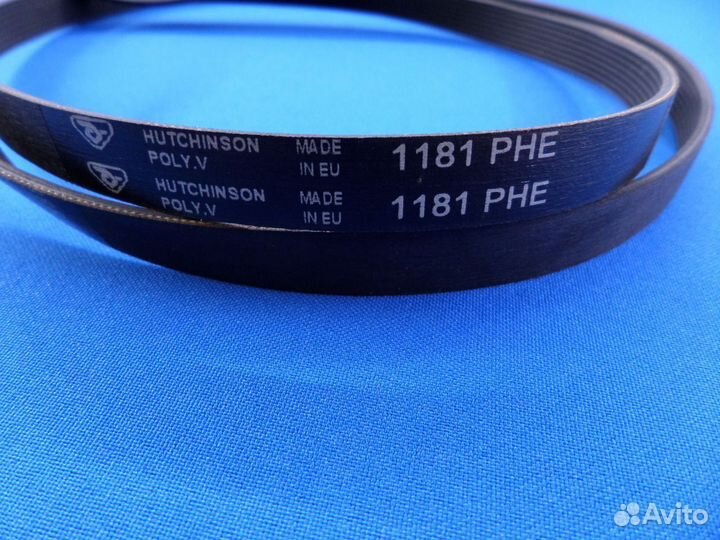 HUTCHINSON MADE 1181 PHE
POLY.V IN EU
HUTCHINSON MADE 1181 PHE
POLY.V IN EU
Avito